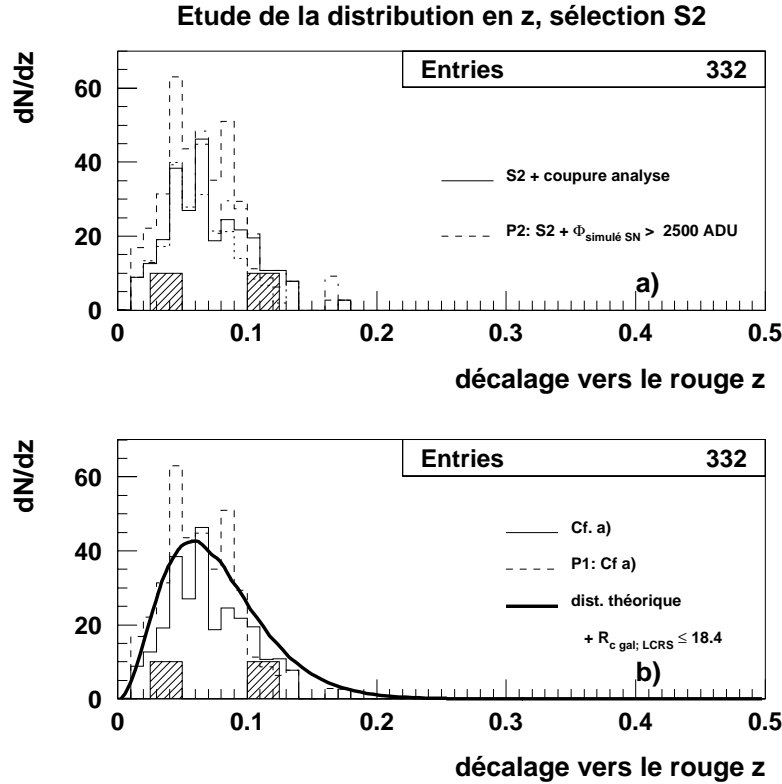 Etude de la distribution en z, sélection S2
dN/dz
60
40
20
0
Entries 332
S2 + coupure analyse
P2: S2 + Φsimulé SN > 2500 ADU
a)
0 0.1 0.2 0.3 0.4 0.5
décalage vers le rouge z
dN/dz
60
40
20
0
Entries 332
Cf. a)
P1: Cf a)
dist. théorique
+ Rc gal; LCRS ≤ 18.4
b)
0 0.1 0.2 0.3 0.4 0.5
décalage vers le rouge z